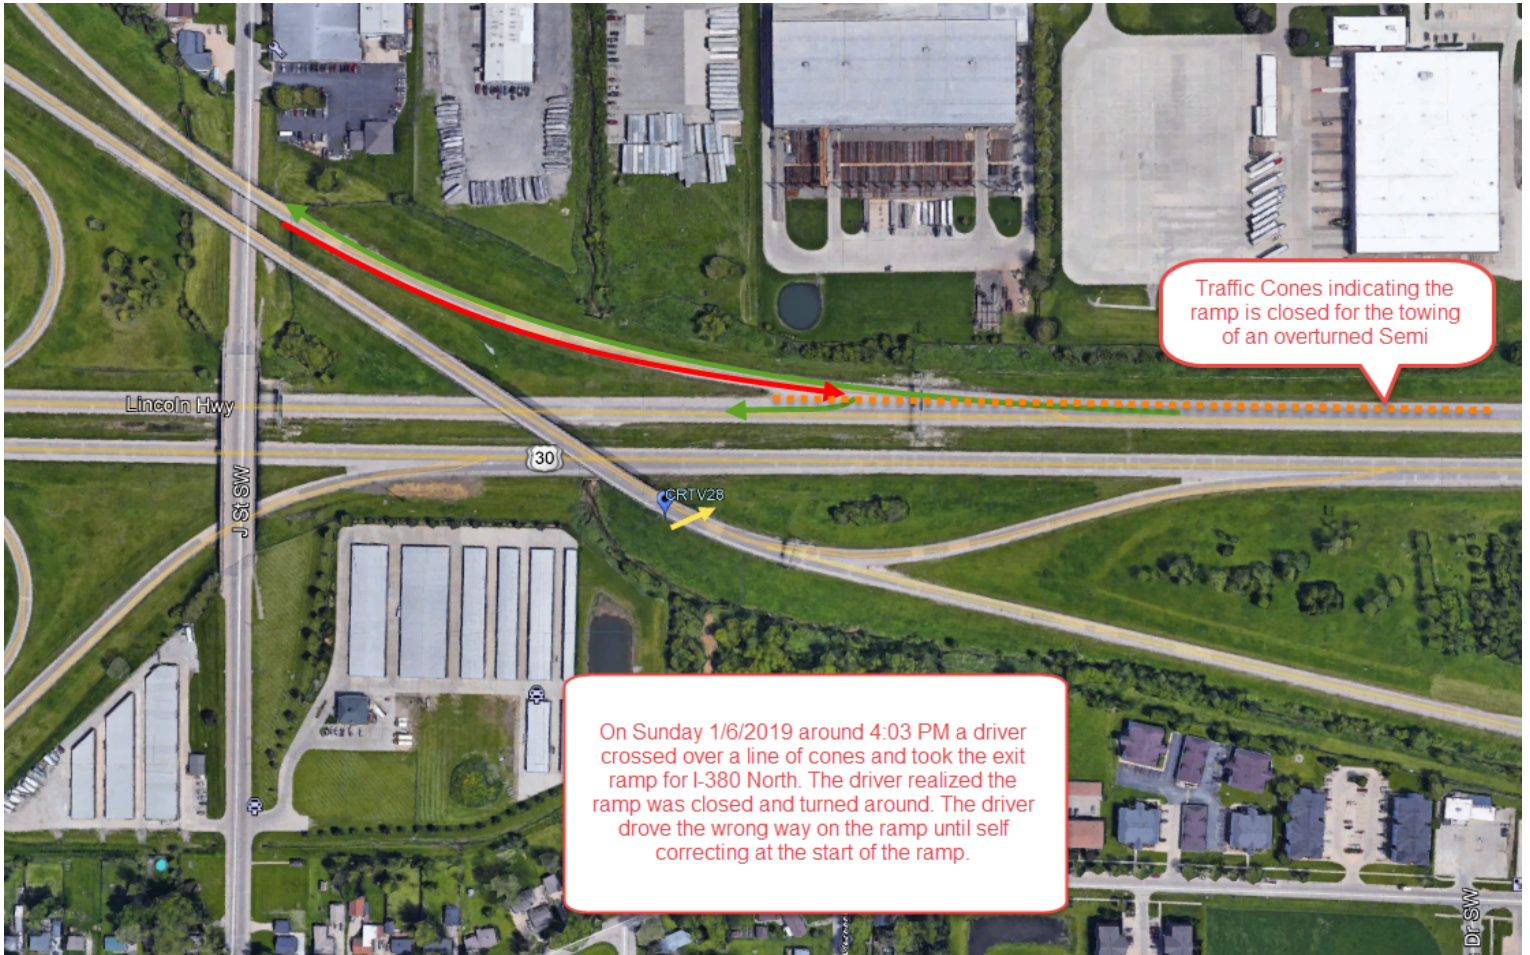 Traffic Cones indicating the
ramp is closed for the towing
of an overturned Semi
Lincoln Hwy
30
J St SW
CRTV28
On Sunday 1/6/2019 around 4:03 PM a driver
crossed over a line of cones and took the exit
ramp for I-380 North. The driver realized the
ramp was closed and turned around. The driver
drove the wrong way on the ramp until self
correcting at the start of the ramp.
Dr SW